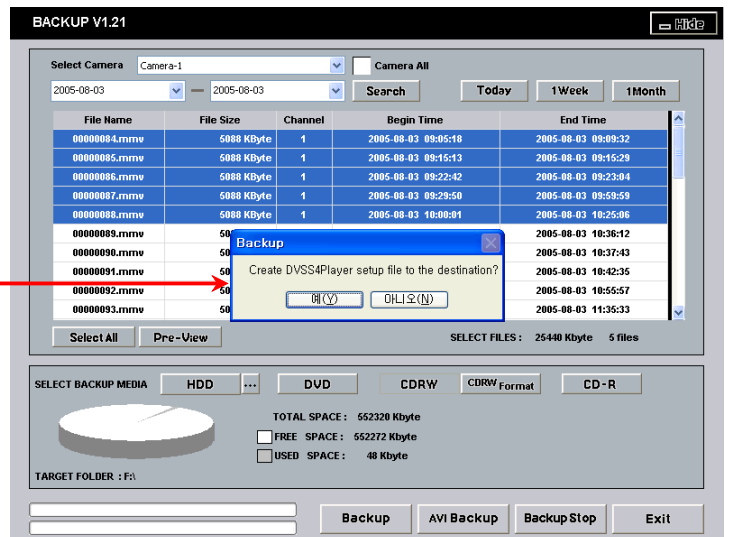 BACKUP V1.21
Hide
Select Camera Camera-1 Camera All
2005-08-03 — 2005-08-03 Search Today 1Week 1Month
File Name File Size Channel Begin Time End Time
00000084.mmv 5088 KByte 1 2005-08-03 09:05:18 2005-08-03 09:09:32
00000085.mmv 5088 KByte 1 2005-08-03 09:15:13 2005-08-03 09:15:29
00000086.mmv 5088 KByte 1 2005-08-03 09:22:42 2005-08-03 09:23:04
00000087.mmv 5088 KByte 1 2005-08-03 09:29:50 2005-08-03 09:59:59
00000088.mmv 5088 KByte 1 2005-08-03 10:00:01 2005-08-03 10:25:06
00000089.mmv 50 2005-08-03 10:36:12
00000090.mmv 50 2005-08-03 10:37:43
00000091.mmv 50 2005-08-03 10:42:35
00000092.mmv 50 2005-08-03 10:55:57
00000093.mmv 50 2005-08-03 11:35:33
Backup
Create DVSS4Player setup file to the destination?
예(Y) 아니오(N)
Select All Pre-View SELECT FILES : 25440 Kbyte 5 files
SELECT BACKUP MEDIA HDD ... DVD CDRW CDRW Format CD-R
TOTAL SPACE : 552320 Kbyte
FREE SPACE : 552272 Kbyte
USED SPACE : 48 Kbyte
TARGET FOLDER : F:\
Backup AVI Backup Backup Stop Exit